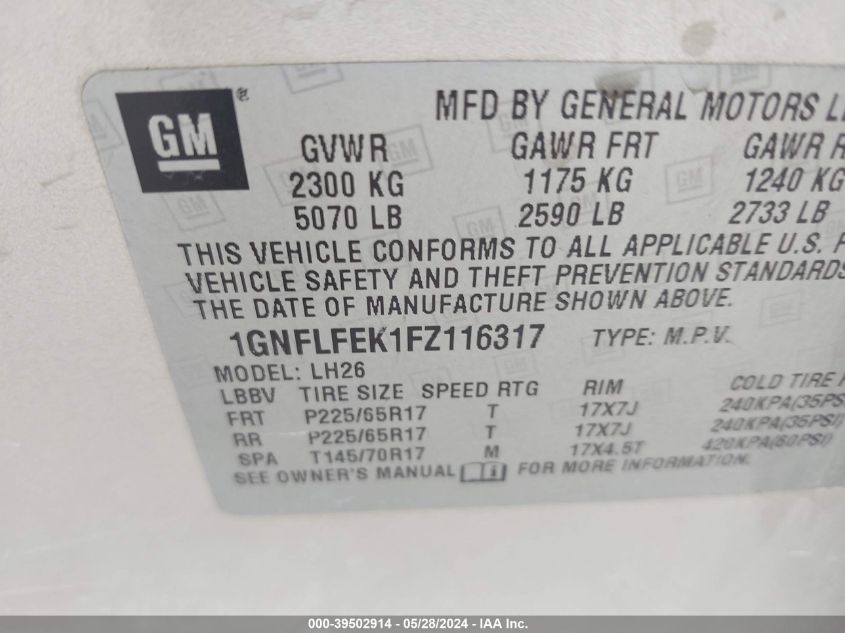 GM ®
MFD BY GENERAL MOTORS
GVWR GAWR FRT GAWR
2300 KG 1175 KG 1240 KG
5070 LB 2590 LB 2733 LB
THIS VEHICLE CONFORMS TO ALL APPLICABLE U.S.
VEHICLE SAFETY AND THEFT PREVENTION STANDARDS
THE DATE OF MANUFACTURE SHOWN ABOVE.
1GNFLFEK1FZ116317 TYPE: M.P.V.
MODEL: LH26
LBBV TIRE SIZE SPEED RTG RIM COLD TIRE
FRT P225/65R17 T 17X7J 240KPA(35PSI)
RR P225/65R17 T 17X7J 240KPA(35PSI)
SPA T145/70R17 M 17X4.5T 420KPA(60PSI)
SEE OWNER'S MANUAL FOR MORE INFORMATION.
000-39502914 - 05/28/2024 - IAA Inc.